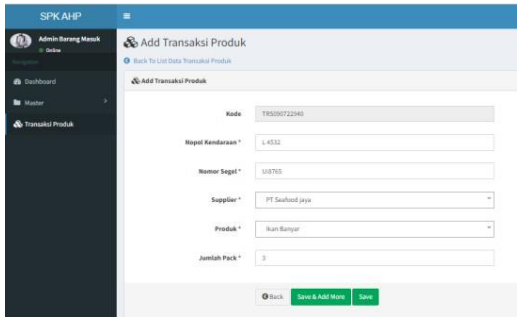 SPK AHP
Admin Barang Masuk
Online
Navigation
Dashboard
Master
Transaksi Produk
Add Transaksi Produk
Back To List Data Transaksi Produk
Add Transaksi Produk
Kode
Nopol Kendaraan *
L 4532
Nomor Segel *
UI8765
Supplier *
PT Seafood jaya
Produk *
Ikan Banyar
Jumlah Pack *
3
Back
Save & Add More
Save